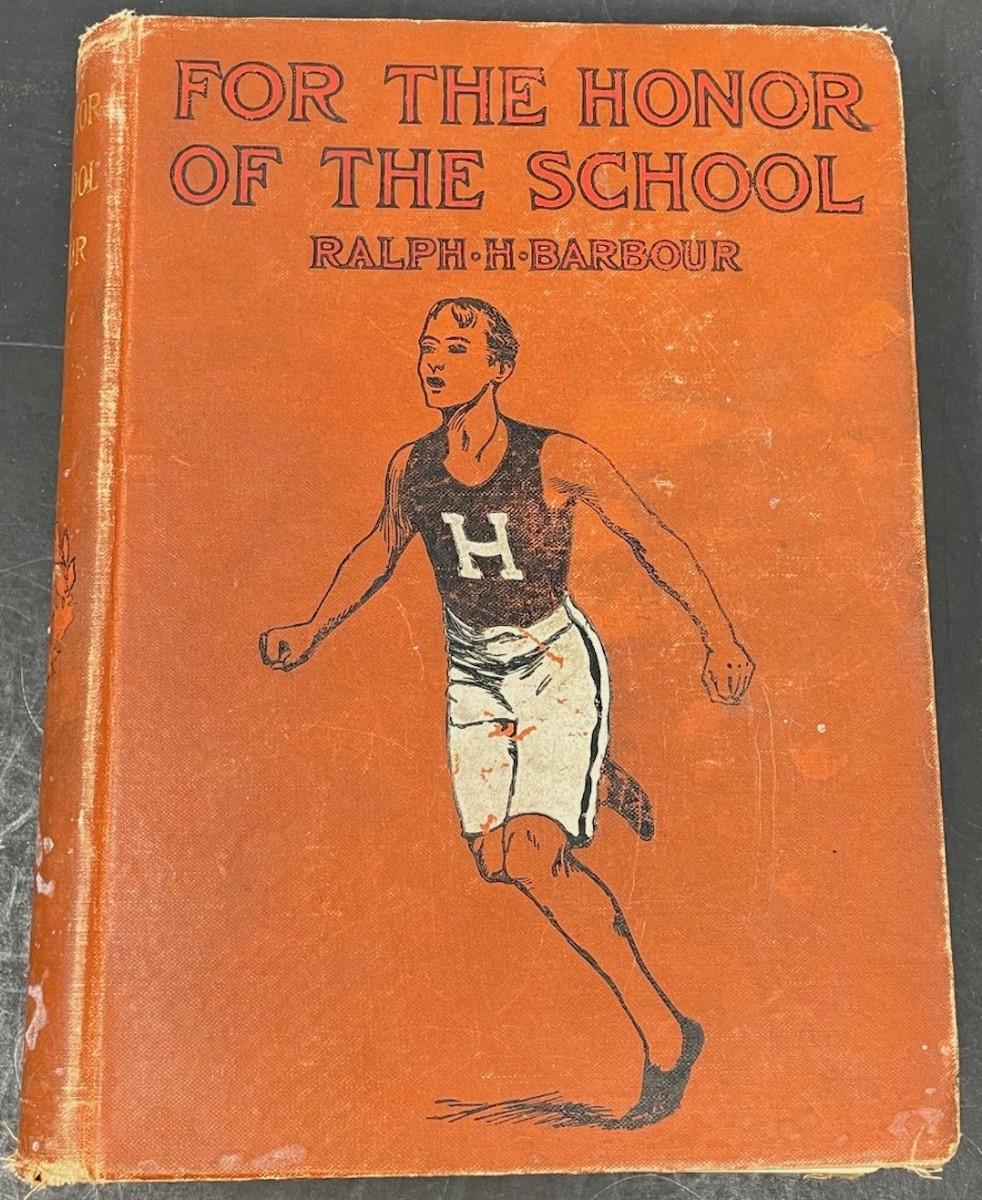 FOR THE HONOR
OF THE SCHOOL
RALPH·H·BARBOUR
H